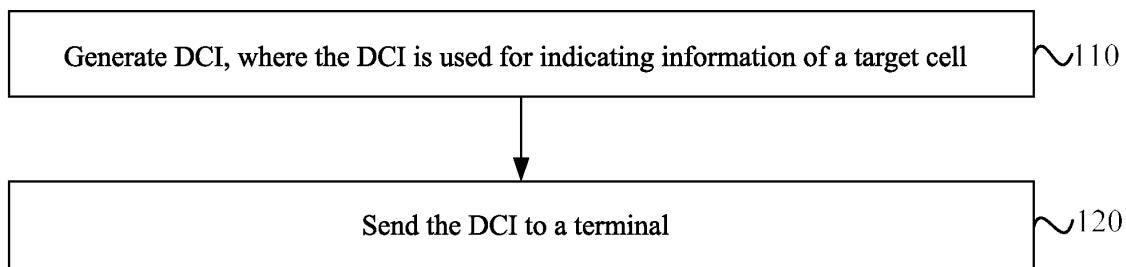 Generate DCI, where the DCI is used for indicating information of a target cell
110
Send the DCI to a terminal
120